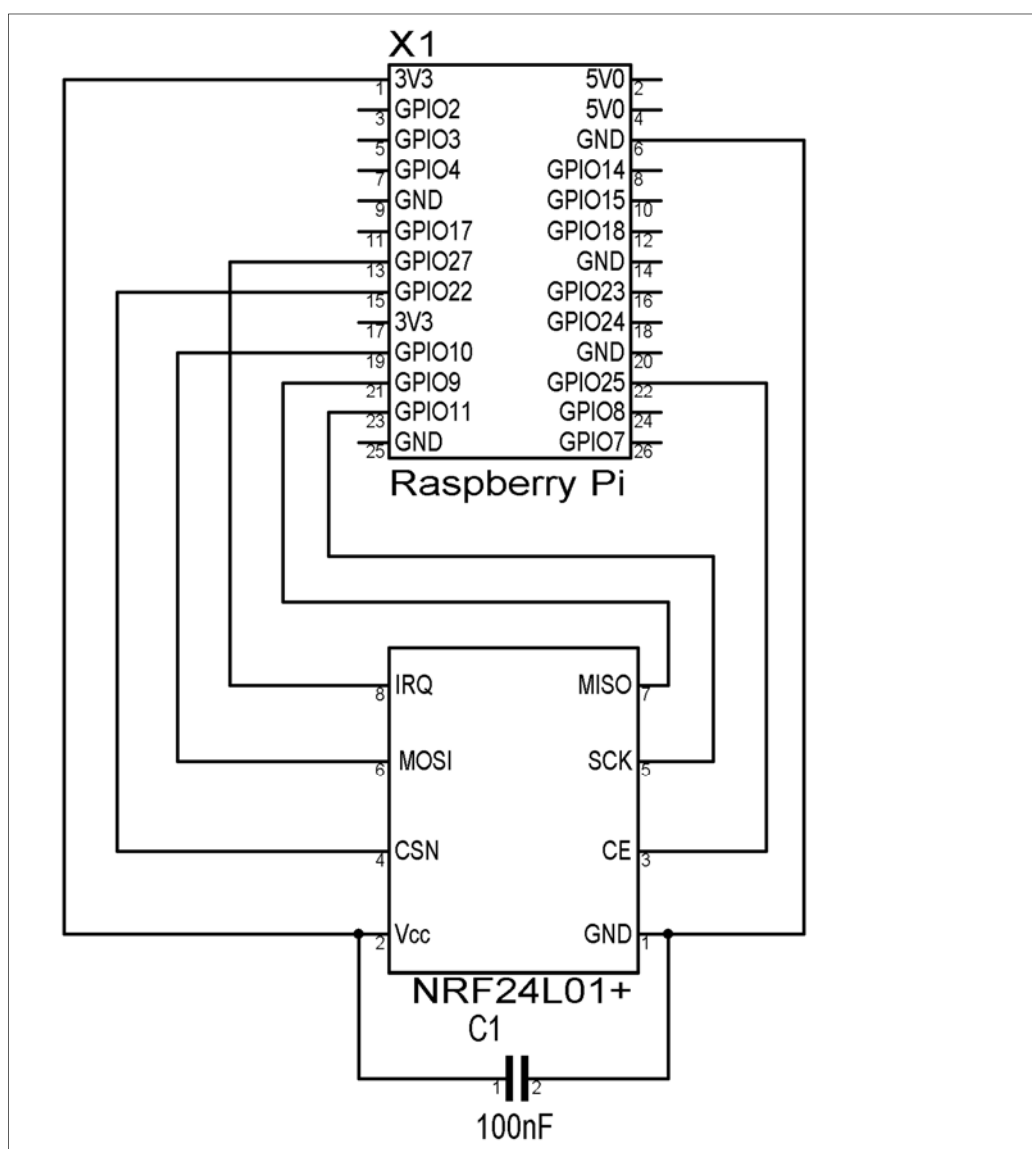 X1
3V3 5V0
1 2
GPIO2 5V0
3 4
GPIO3 GND
5 6
GPIO4 GPIO14
7 8
GND GPIO15
9 10
GPIO17 GPIO18
11 12
GPIO27 GND
13 14
GPIO22 GPIO23
15 16
3V3 GPIO24
17 18
GPIO10 GND
19 20
GPIO9 GPIO25
21 22
GPIO11 GPIO8
23 24
GND GPIO7
25 26
Raspberry Pi
IRQ MISO
8 7
MOSI SCK
6 5
CSN CE
4 3
Vcc GND
2 1
NRF24L01+
C1
1 2
100nF